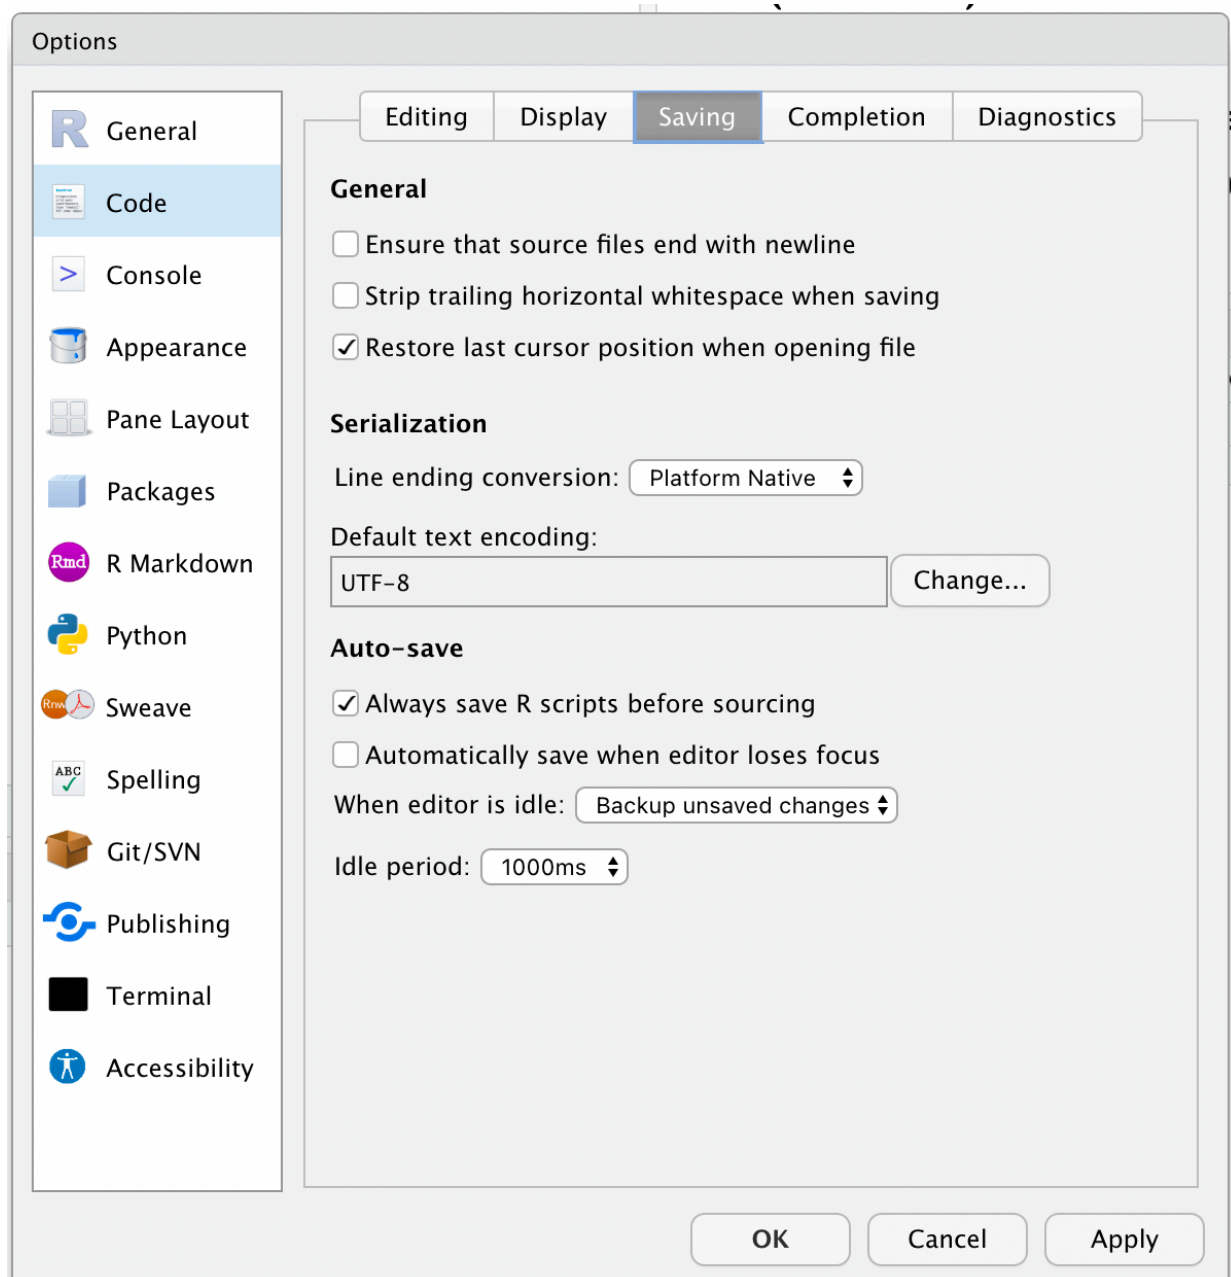 Options
General
Code
Console
Appearance
Pane Layout
Packages
Rmd R Markdown
Python
Rnw Sweave
ABC Spelling
Git/SVN
Publishing
Terminal
Accessibility
Editing Display Saving Completion Diagnostics
General
Ensure that source files end with newline
Strip trailing horizontal whitespace when saving
Restore last cursor position when opening file
Serialization
Line ending conversion: Platform Native
Default text encoding:
UTF-8 Change...
Auto-save
Always save R scripts before sourcing
Automatically save when editor loses focus
When editor is idle: Backup unsaved changes
Idle period: 1000ms
OK Cancel Apply